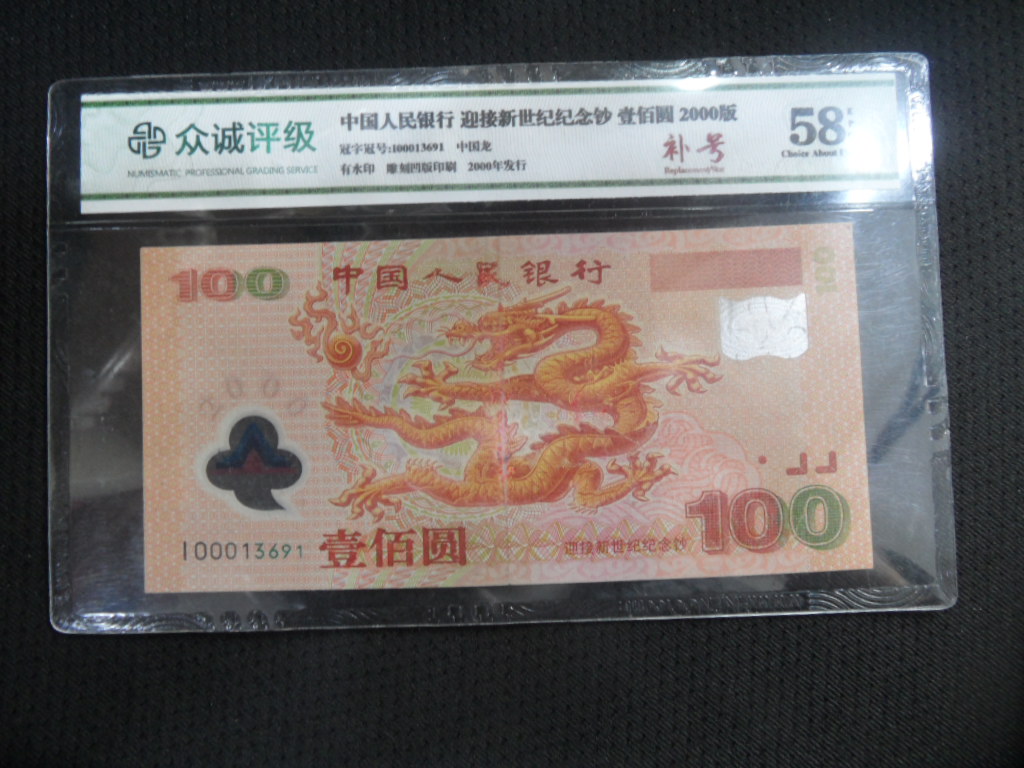 众诚评级
NUMISMATIC PROFESSIONAL GRADING SERVICE
中国人民银行 迎接新世纪纪念钞 壹佰圆 2000版
冠字冠号:I00013691 中国龙
有水印 雕刻凹版印刷 2000年发行
补号
58
Choice About
100
中国人民银行
2000
I00013691
壹佰圆
迎接新世纪纪念钞
100